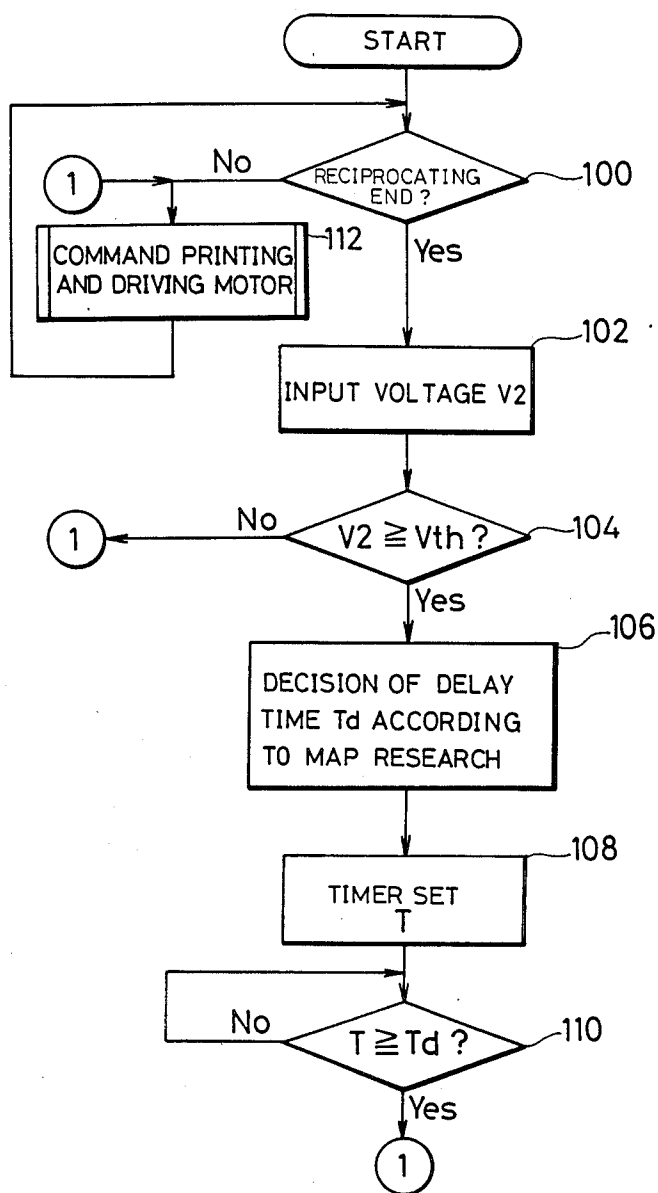 START
RECIPROCATING
END ?
100
No
1
Yes
COMMAND PRINTING
AND DRIVING MOTOR
112
102
INPUT VOLTAGE V2
V2 ≧ Vth ?
104
No
1
Yes
106
DECISION OF DELAY
TIME Td ACCORDING
TO MAP RESEARCH
108
TIMER SET
T
T ≧ Td ?
110
No
Yes
1